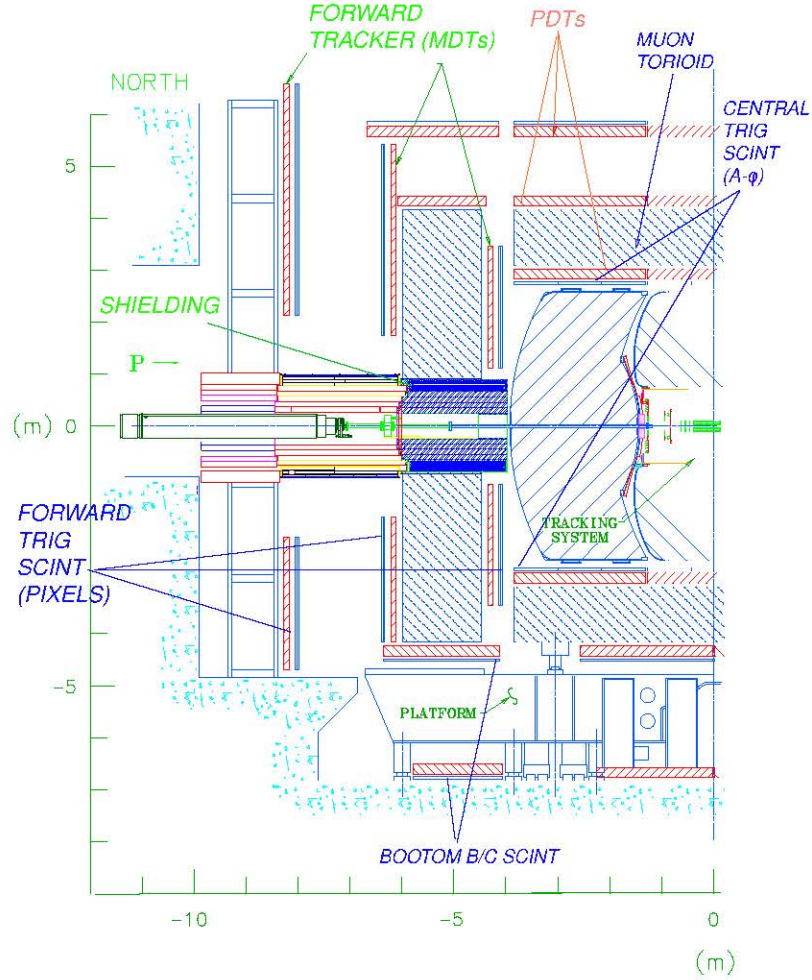 FORWARD
TRACKER (MDTs)
PDTs
MUON
TORIOID
NORTH
CENTRAL
TRIG
SCINT
(A-φ)
5
SHIELDING
P
(m) 0
FORWARD
TRIG
SCINT
(PIXELS)
TRACKING
SYSTEM
-5
PLATFORM
BOOTOM B/C SCINT
-10
-5
0
(m)